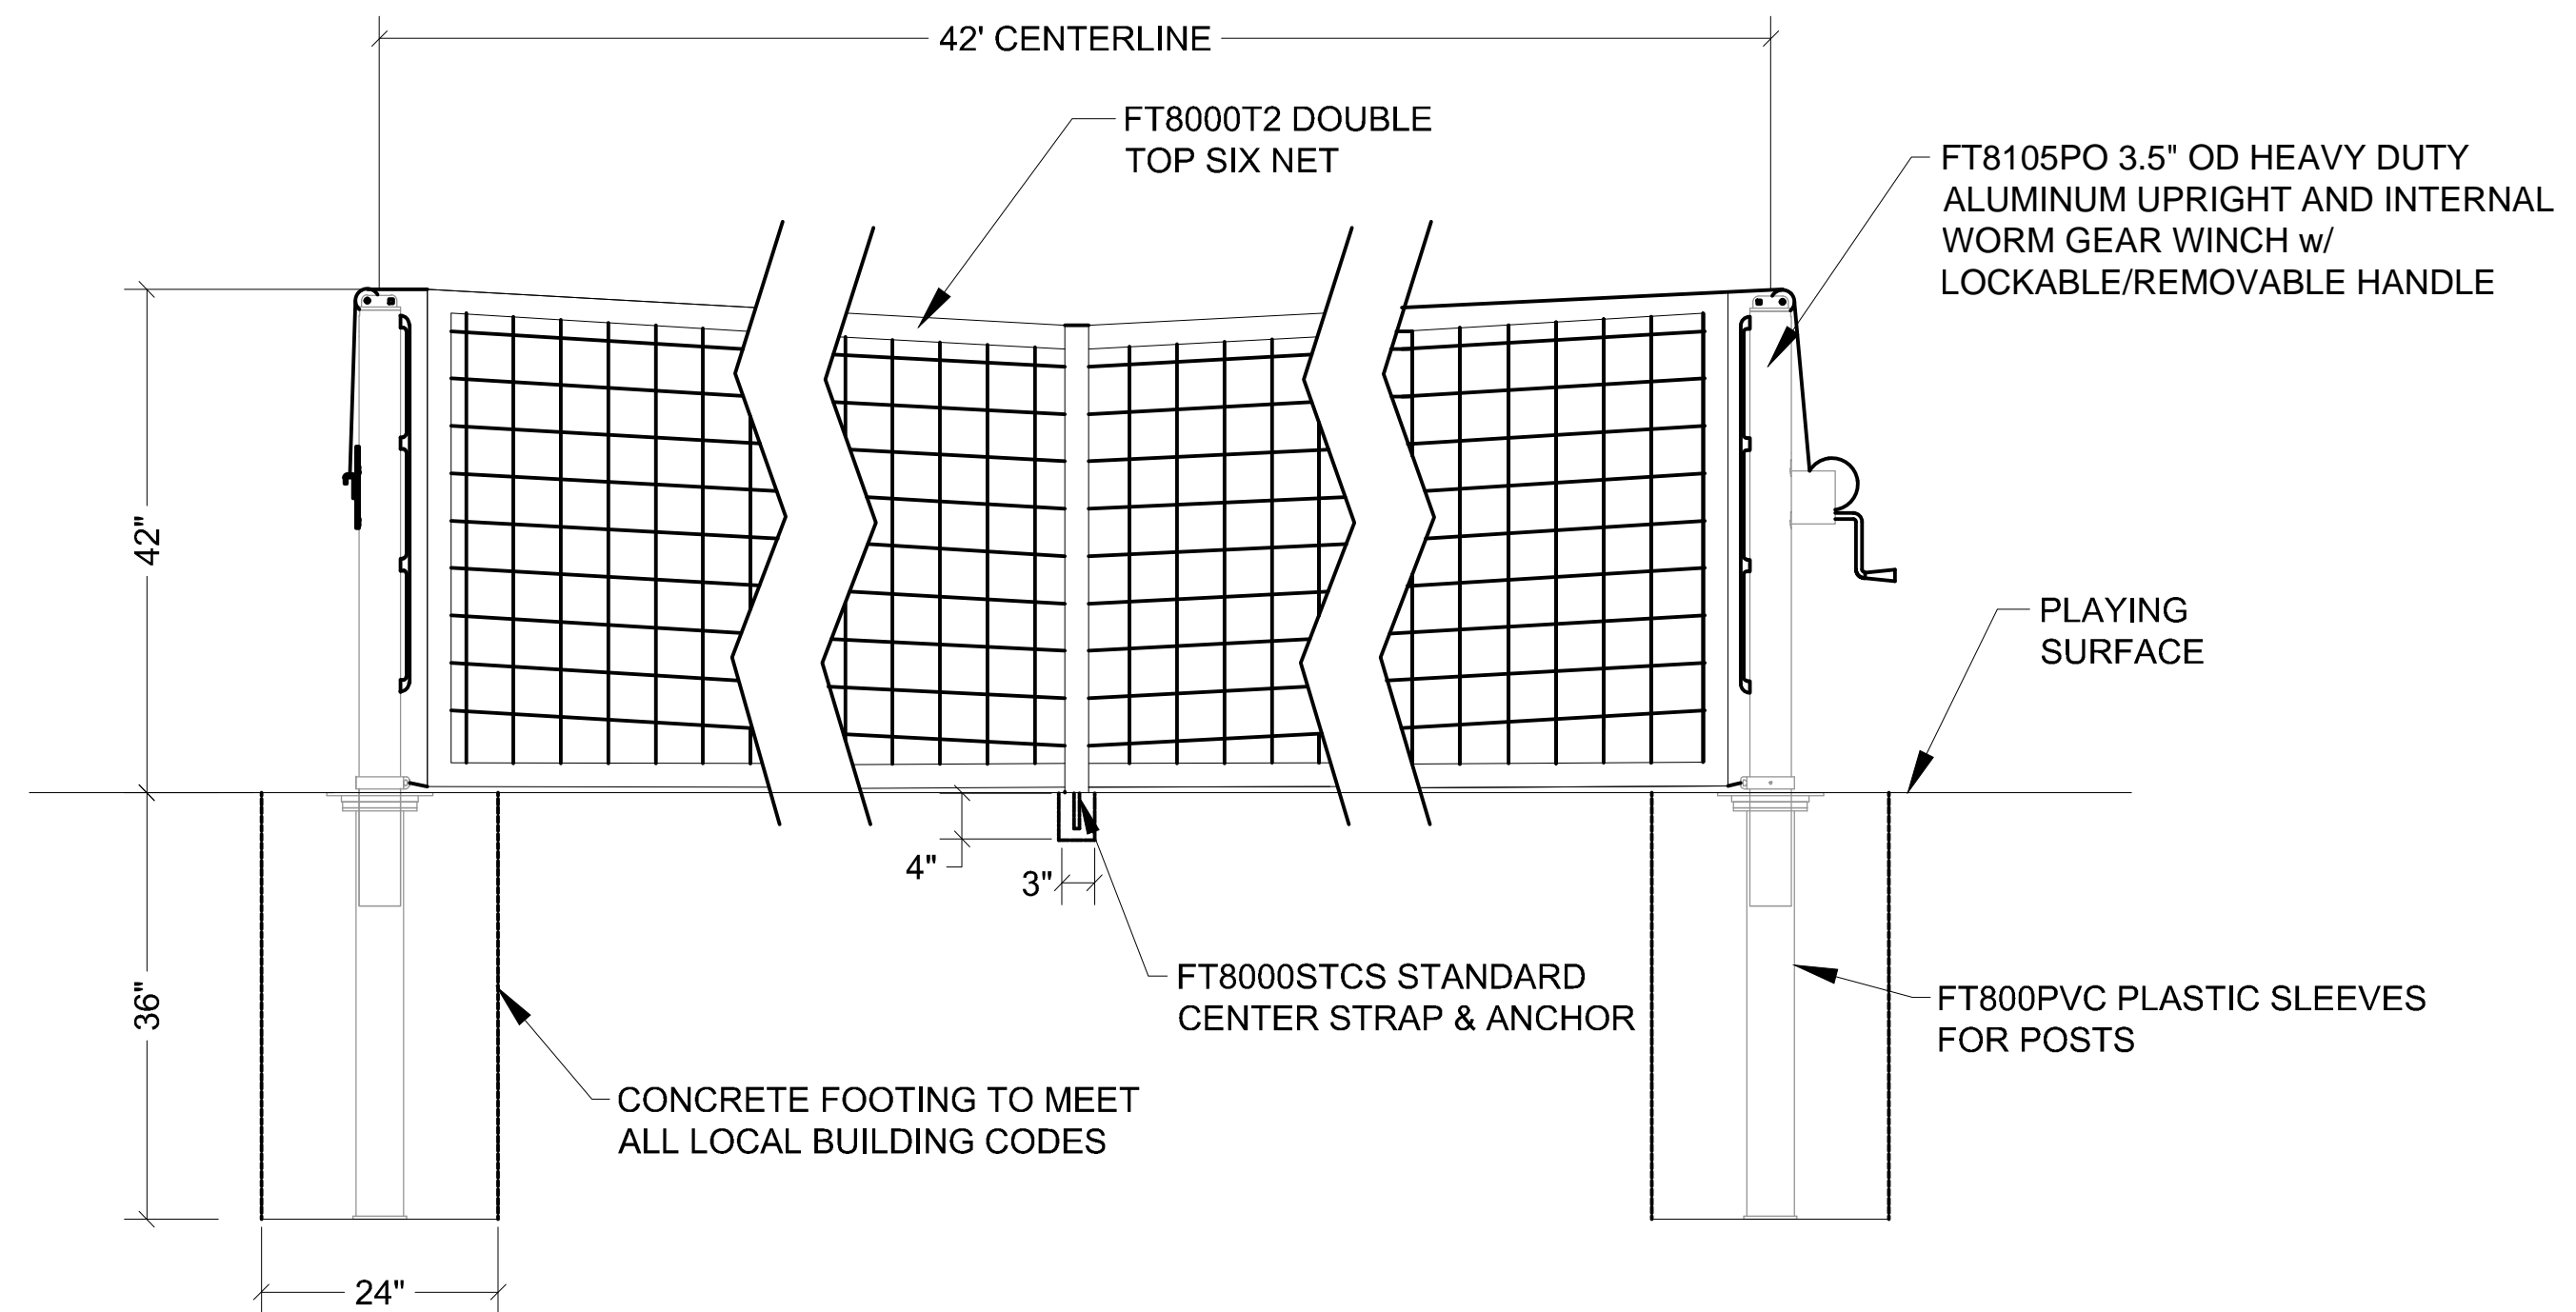 42' CENTERLINE
FT8000T2 DOUBLE
TOP SIX NET
FT8105PO 3.5" OD HEAVY DUTY
ALUMINUM UPRIGHT AND INTERNAL
WORM GEAR WINCH w/
LOCKABLE/REMOVABLE HANDLE
42"
PLAYING
SURFACE
4"
3"
36"
FT8000STCS STANDARD
CENTER STRAP & ANCHOR
FT800PVC PLASTIC SLEEVES
FOR POSTS
CONCRETE FOOTING TO MEET
ALL LOCAL BUILDING CODES
24"